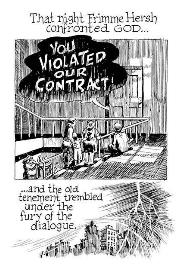 That night Frimme Hersh
confronted GOD...
YOU
VIOLATED
OUR
CONTRACT!
...and the old
tenement trembled
under the
fury of the
dialogue.